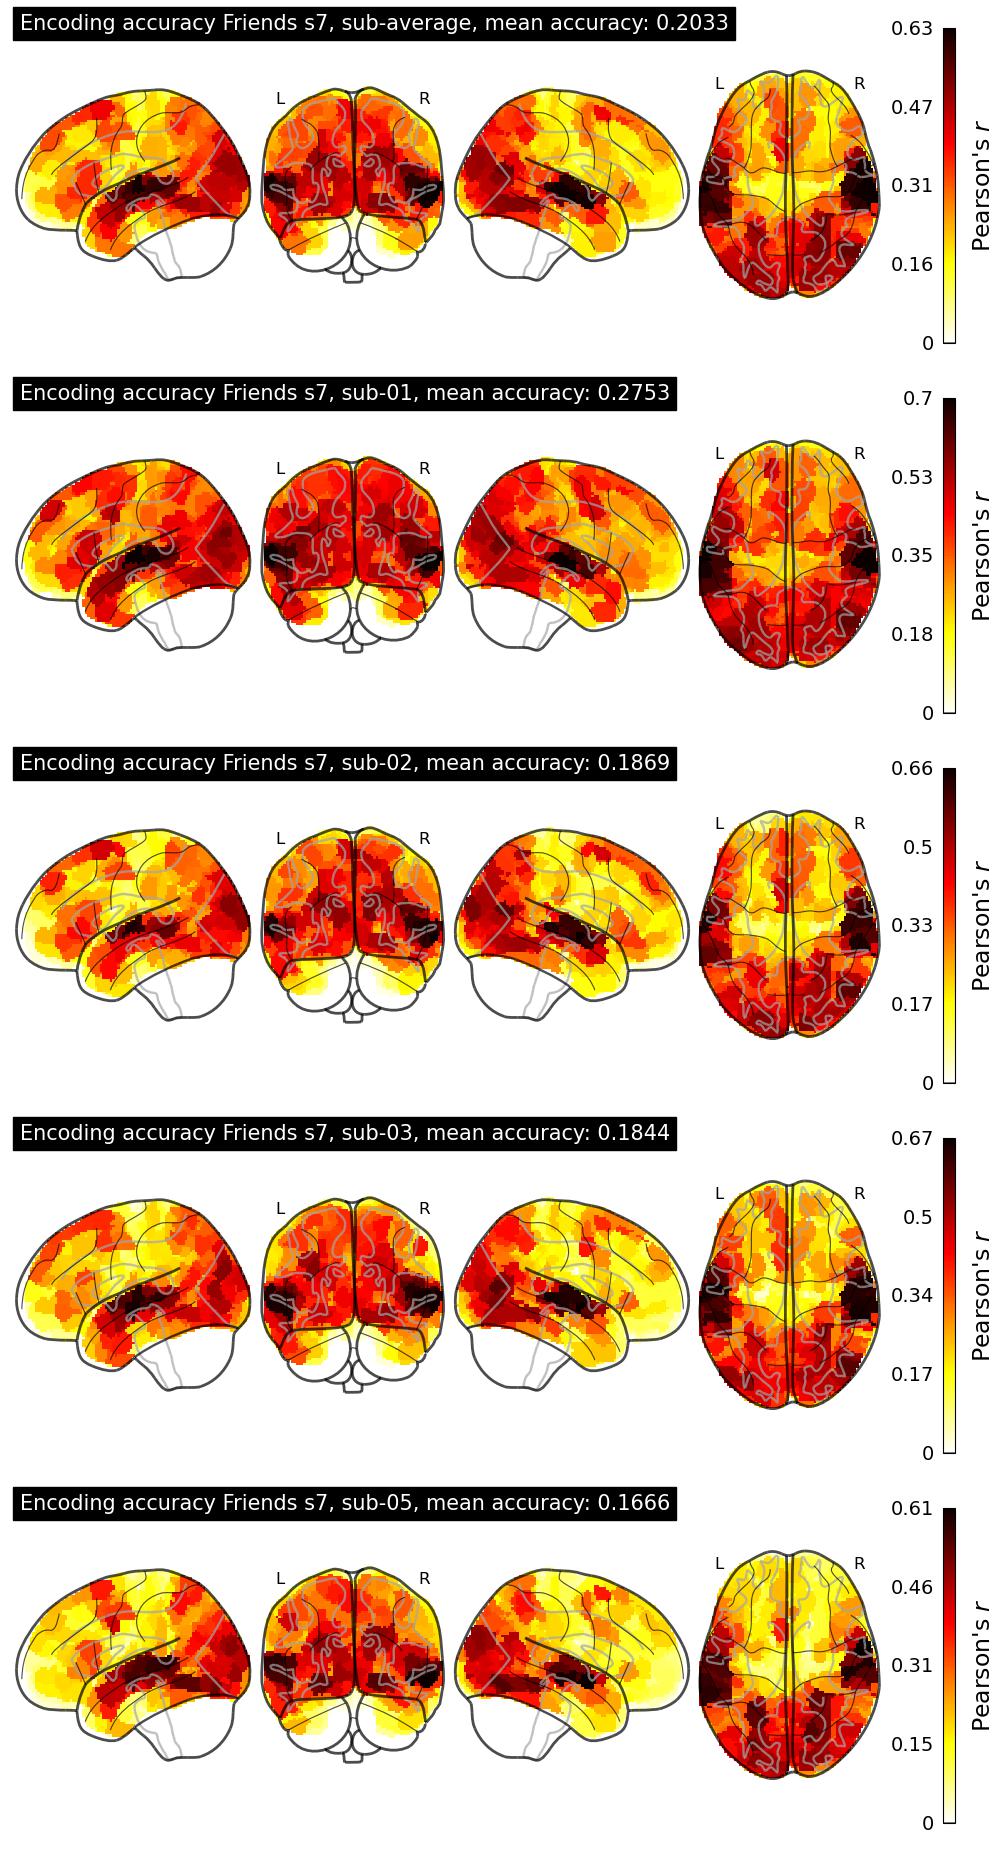 Encoding accuracy Friends s7, sub-average, mean accuracy: 0.2033
L R L R
0.63
0.47
0.31
0.16
0
Pearson's r
Encoding accuracy Friends s7, sub-01, mean accuracy: 0.2753
L R L R
0.7
0.53
0.35
0.18
0
Pearson's r
Encoding accuracy Friends s7, sub-02, mean accuracy: 0.1869
L R L R
0.66
0.5
0.33
0.17
0
Pearson's r
Encoding accuracy Friends s7, sub-03, mean accuracy: 0.1844
L R L R
0.67
0.5
0.34
0.17
0
Pearson's r
Encoding accuracy Friends s7, sub-05, mean accuracy: 0.1666
L R L R
0.61
0.46
0.31
0.15
0
Pearson's r